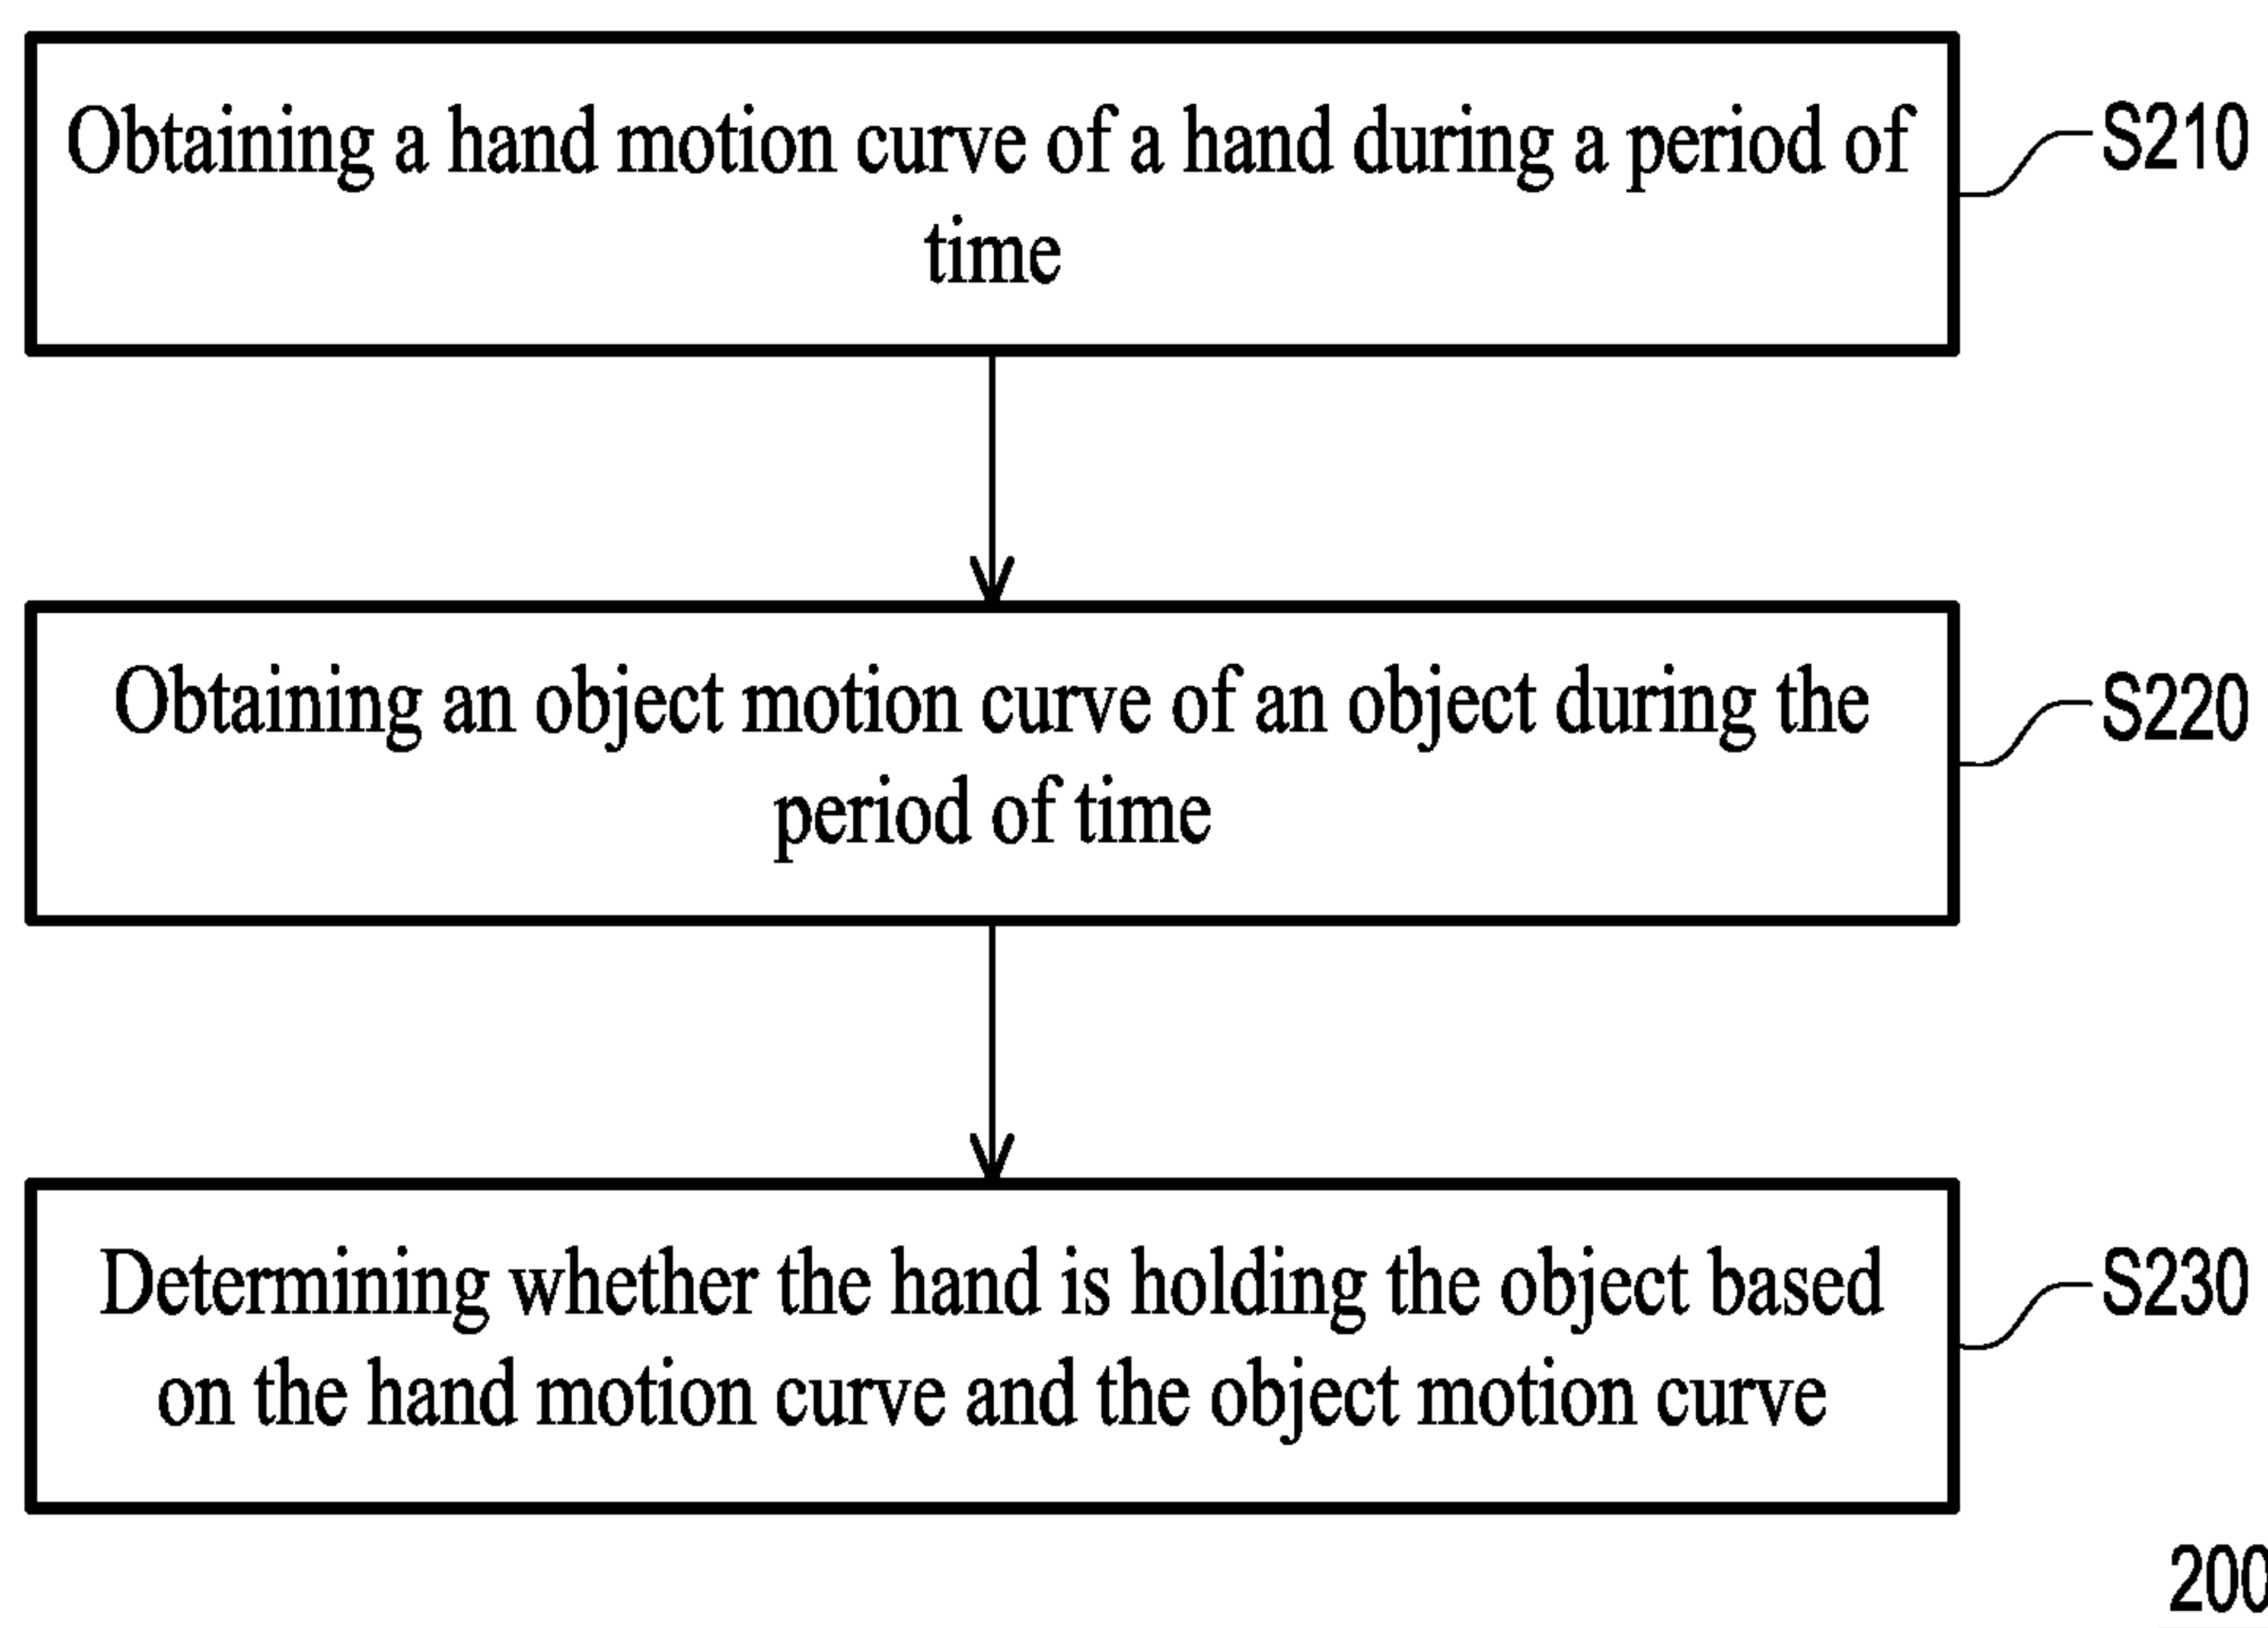 Obtaining a hand motion curve of a hand during a period of
time
S210
Obtaining an object motion curve of an object during the
period of time
S220
Determining whether the hand is holding the object based
on the hand motion curve and the object motion curve
S230
200